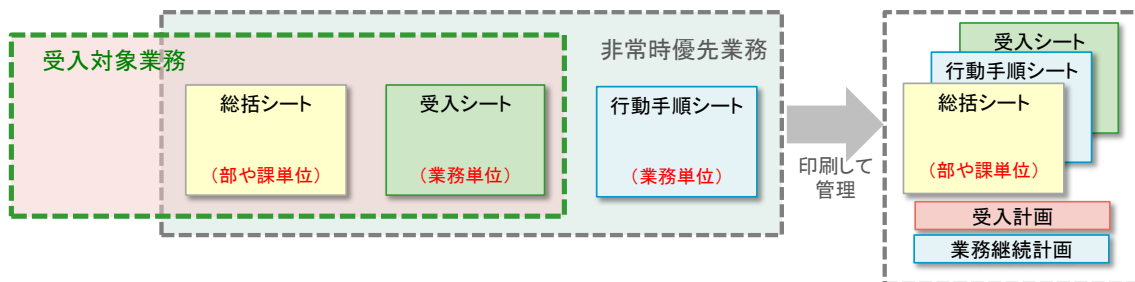 受入対象業務
非常時優先業務
総括シート
(部や課単位)
受入シート
(業務単位)
行動手順シート
(業務単位)
印刷して
管理
受入シート
行動手順シート
総括シート
(部や課単位)
受入計画
業務継続計画